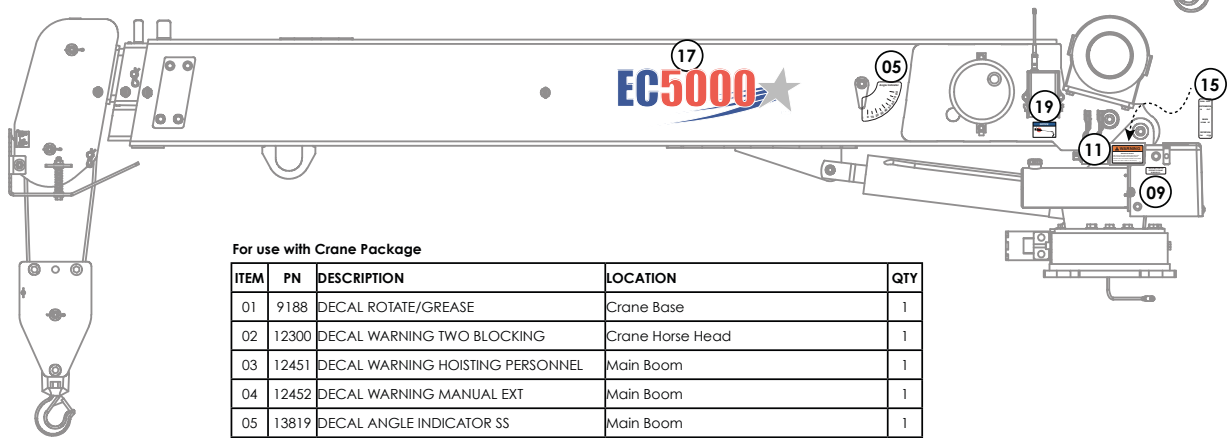 17
EC5000
05
19
15
11
WARNING
09
For use with Crane Package
ITEM PN DESCRIPTION LOCATION QTY
01 9188 DECAL ROTATE/GREASE Crane Base 1
02 12300 DECAL WARNING TWO BLOCKING Crane Horse Head 1
03 12451 DECAL WARNING HOISTING PERSONNEL Main Boom 1
04 12452 DECAL WARNING MANUAL EXT Main Boom 1
05 13819 DECAL ANGLE INDICATOR SS Main Boom 1